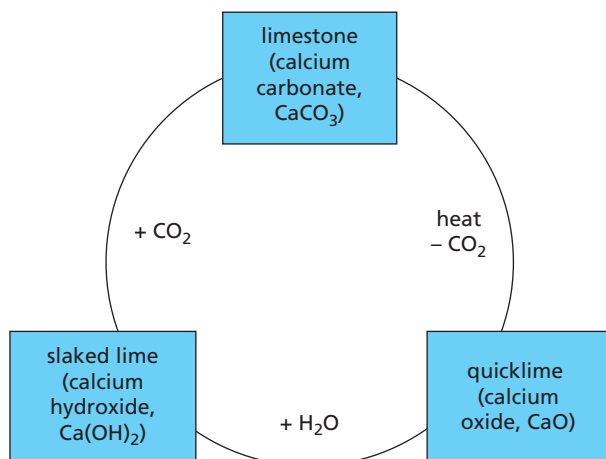 limestone
(calcium
carbonate,
CaCO₃)
+ CO₂
heat
– CO₂
slaked lime
(calcium
hydroxide,
Ca(OH)₂)
+ H₂O
quicklime
(calcium
oxide, CaO)